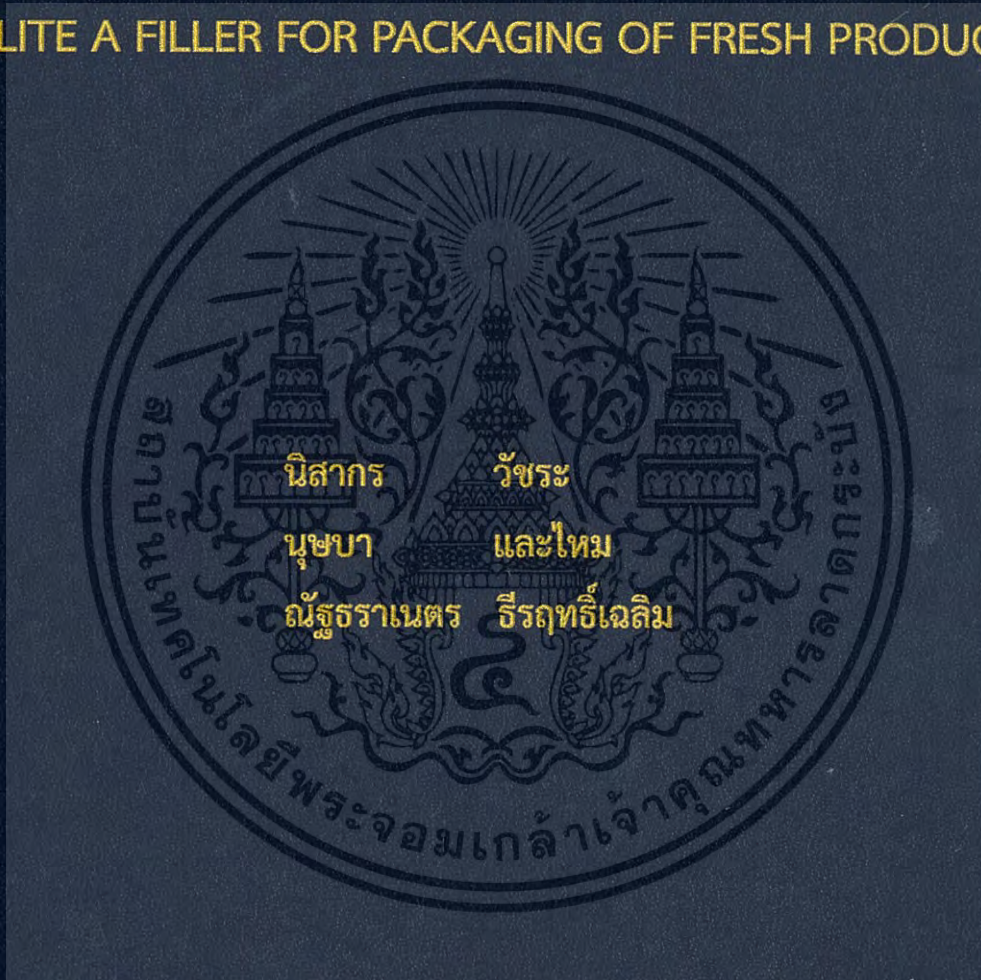 LITE A FILLER FOR PACKAGING OF FRESH PRODUC
นิสากร วัชระ
นุษบา และไหม
ณัฐธราเนตร ธีรฤทธิ์เฉลิม
๔
สถาบันเทคโนโลยีพระจอมเกล้าเจ้าคุณทหารลาดกระบัง